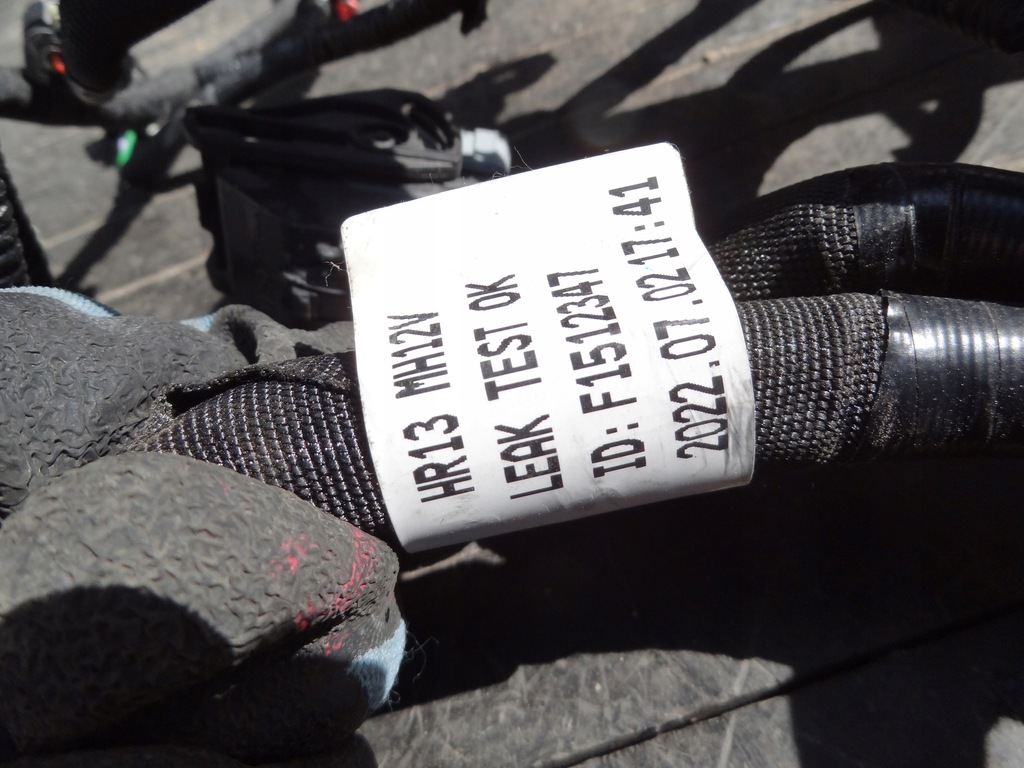 HR13 MH12V
LEAK TEST OK
ID: F1512347
2022.07.02 17:41